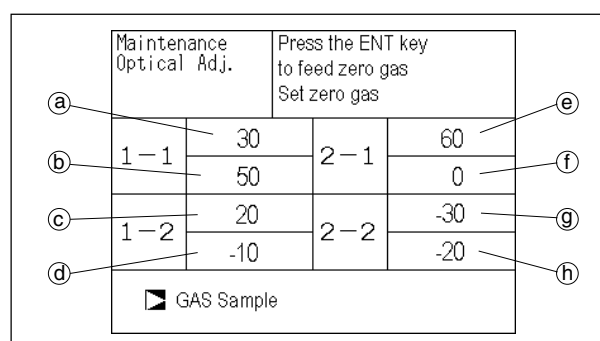 Maintenance
Optical Adj.
Press the ENT key
to feed zero gas
Set zero gas
a
e
1-1
30
2-1
60
b
50
0
f
c
1-2
20
2-2
-30
g
d
-10
-20
h
GAS Sample